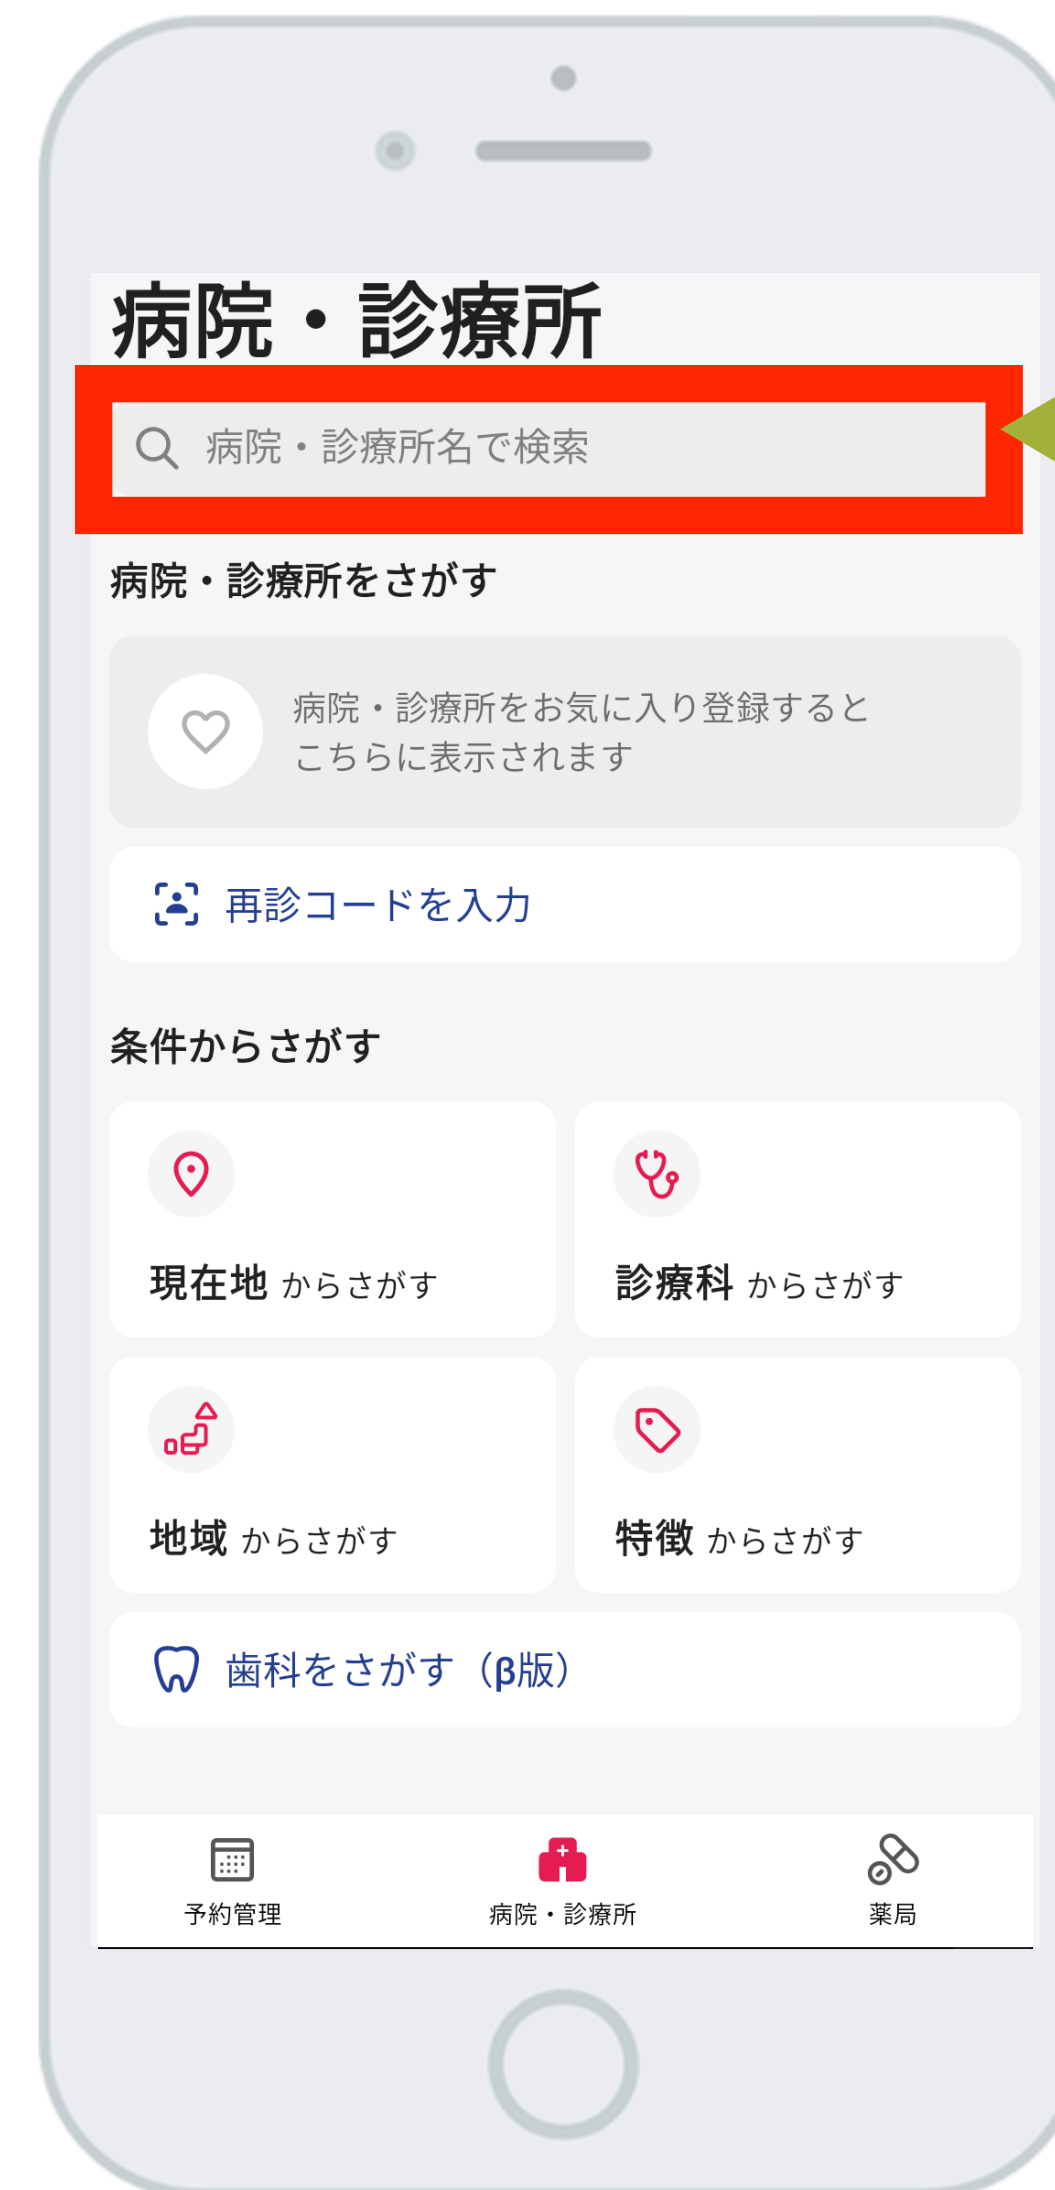 病院・診療所
病院・診療所名で検索
病院・診療所をさがす
病院・診療所をお気に入り登録すると
こちらに表示されます
再診コードを入力
条件からさがす
現在地 からさがす
診療科 からさがす
地域 からさがす
特徴 からさがす
歯科をさがす（β版）
予約管理
病院・診療所
薬局